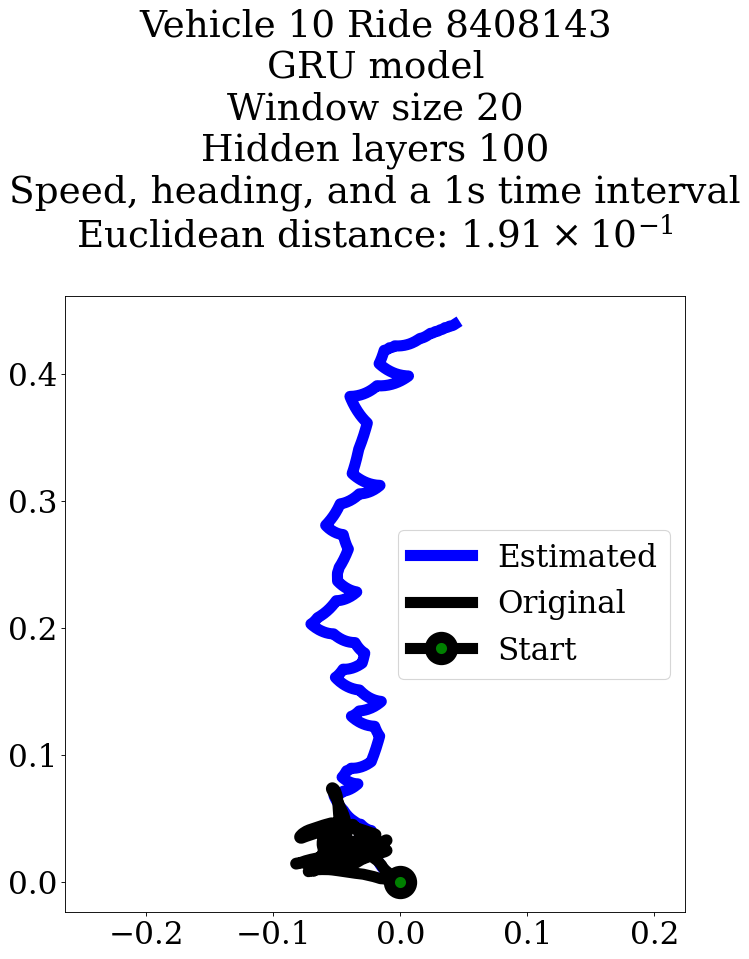 Vehicle 10 Ride 8408143
GRU model
Window size 20
Hidden layers 100
Speed, heading, and a 1s time interval
Euclidean distance: 1.91 × 10⁻¹
0.4
0.3
Estimated
Original
0.2
Start
0.1
0.0
−0.2 −0.1 0.0 0.1 0.2